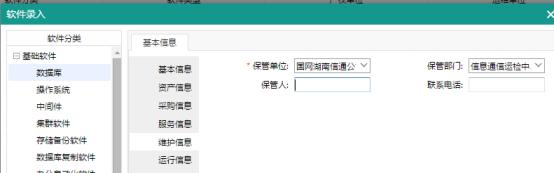 软件录入
软件分类
基础软件
数据库
操作系统
中间件
集群软件
存储备份软件
数据库复制软件
基本信息
基本信息
资产信息
采购信息
服务信息
维护信息
运行信息
* 保管单位: 国网湖南信通公
保管部门: 信息通信运检中
保管人:
联系电话: